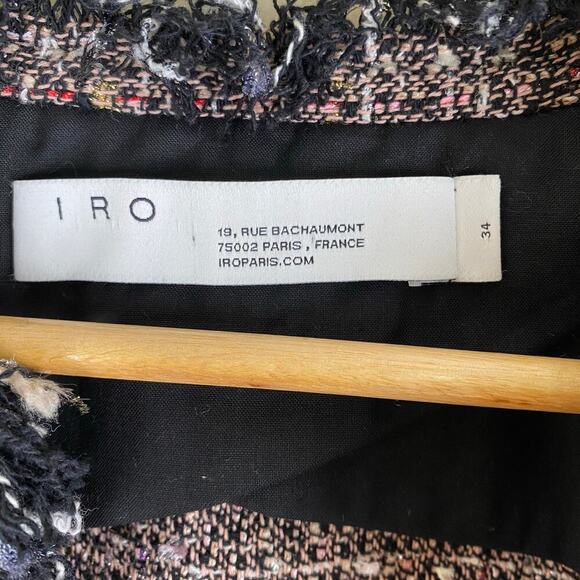 IRO
19, RUE BACHAUMONT
75002 PARIS , FRANCE
IROPARIS.COM
34